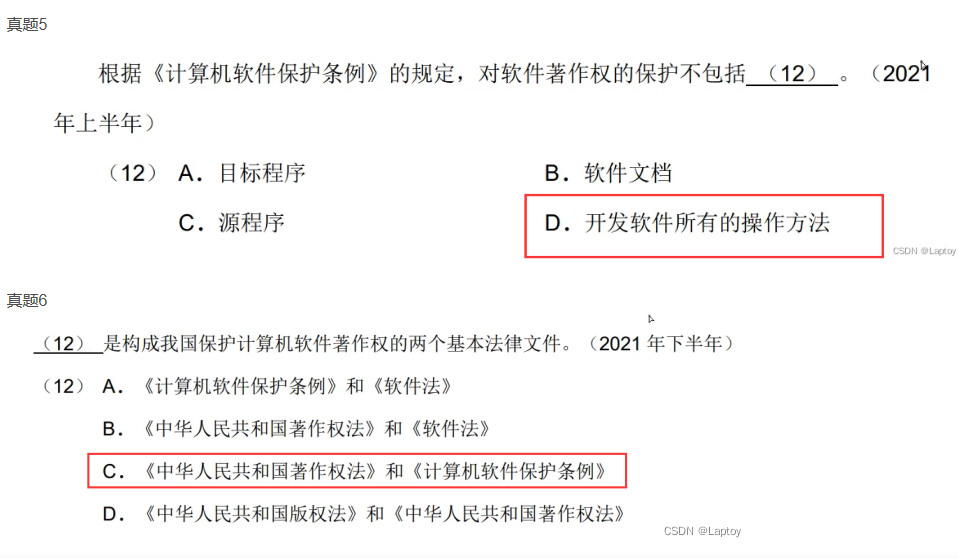 真题5
根据《计算机软件保护条例》的规定，对软件著作权的保护不包括（12）。（2021
年上半年）
（12） A．目标程序 B．软件文档
C．源程序 D．开发软件所有的操作方法
CSDN @Laptoy
真题6
（12）是构成我国保护计算机软件著作权的两个基本法律文件。（2021 年下半年）
（12） A．《计算机软件保护条例》和《软件法》
B．《中华人民共和国著作权法》和《软件法》
C．《中华人民共和国著作权法》和《计算机软件保护条例》
D．《中华人民共和国版权法》和《中华人民共和国著作权法》
CSDN @Laptoy